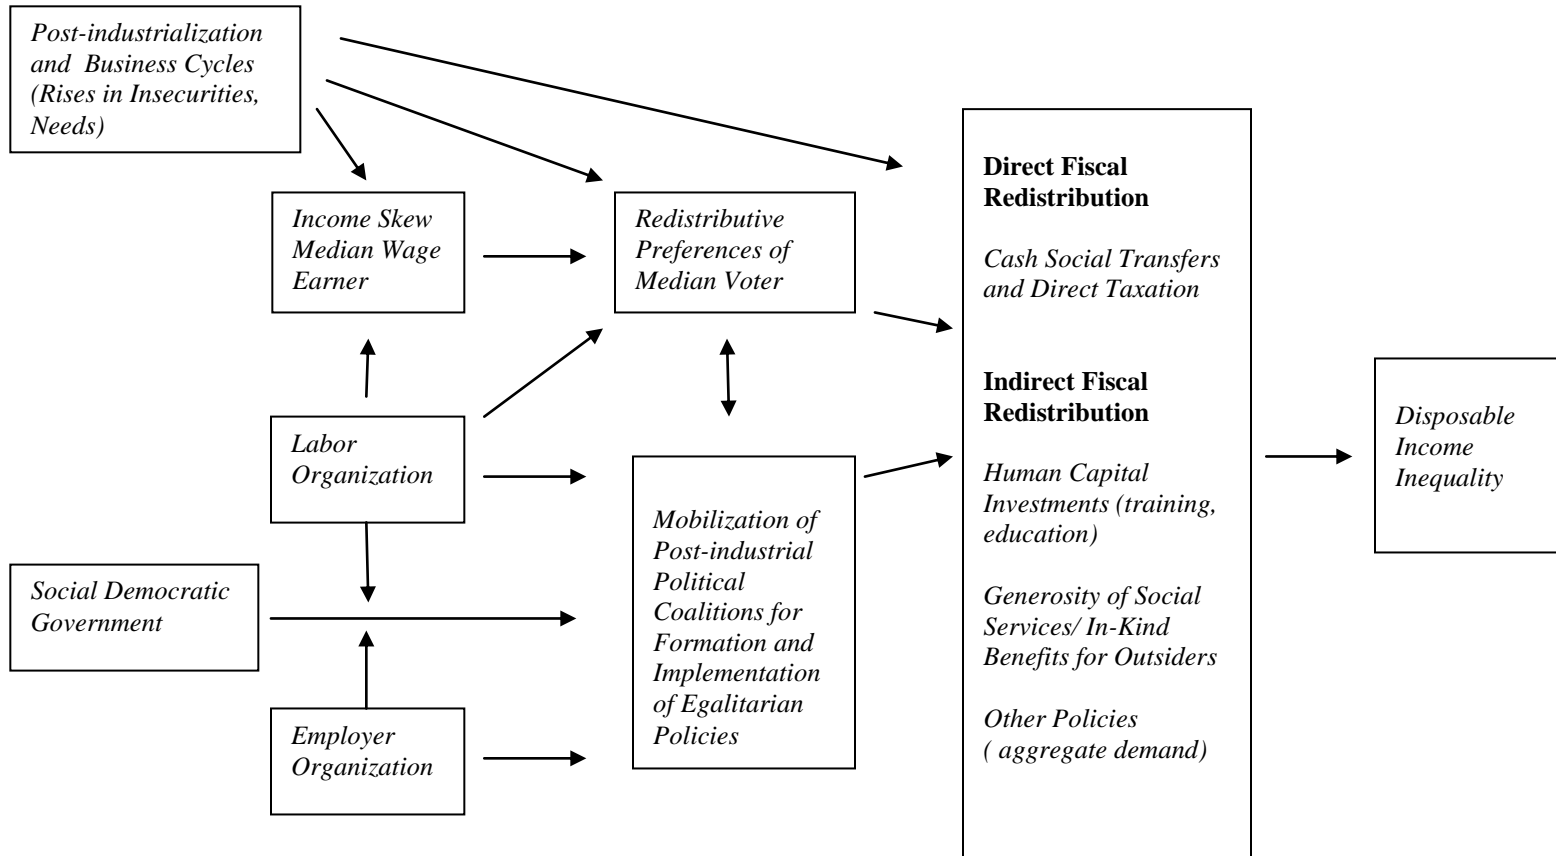 Post-industrialization
and  Business Cycles
(Rises in Insecurities,
Needs)
Income Skew
Median Wage
Earner
Redistributive
Preferences of
Median Voter
Labor
Organization
Social Democratic
Government
Employer
Organization
Mobilization of
Post-industrial
Political
Coalitions for
Formation and
Implementation
of Egalitarian
Policies
Direct Fiscal
Redistribution
Cash Social Transfers
and Direct Taxation
Indirect Fiscal
Redistribution
Human Capital
Investments (training,
education)
Generosity of Social
Services/ In-Kind
Benefits for Outsiders
Other Policies
( aggregate demand)
Disposable
Income
Inequality